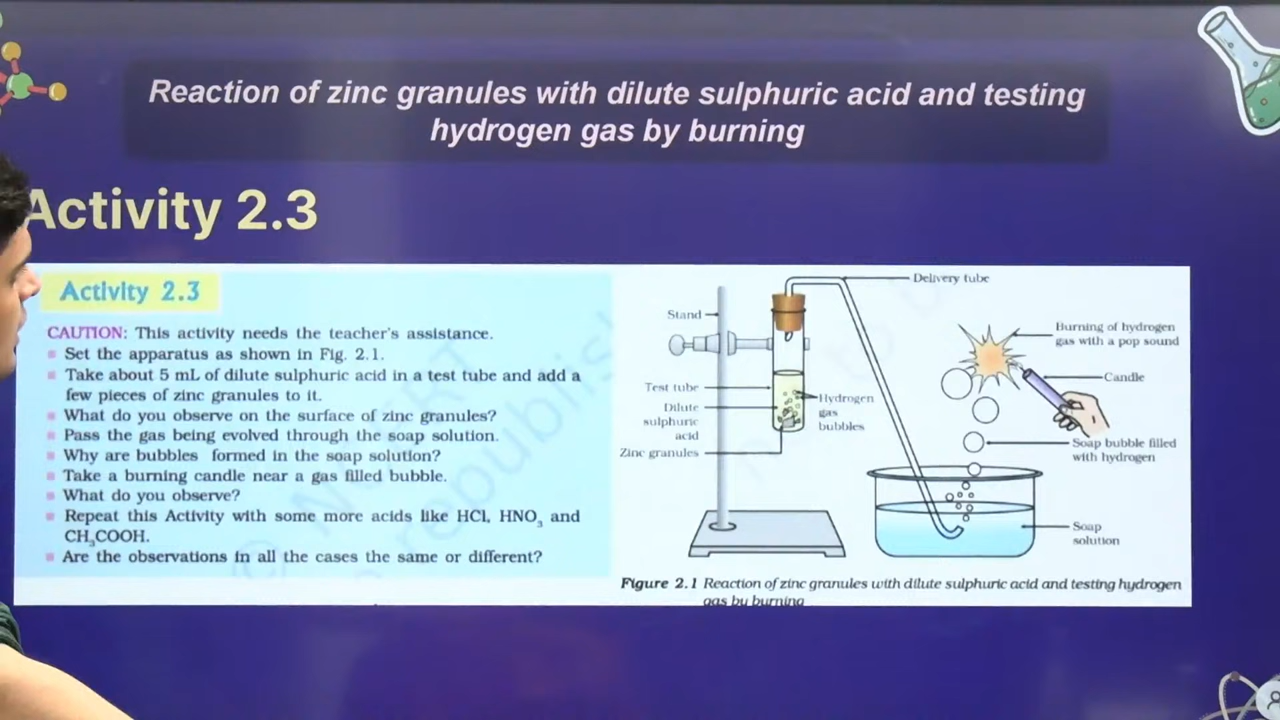 Reaction of zinc granules with dilute sulphuric acid and testing
hydrogen gas by burning
Activity 2.3
Activity 2.3
CAUTION: This activity needs the teacher's assistance.
Set the apparatus as shown in Fig. 2.1.
Take about 5 mL of dilute sulphuric acid in a test tube and add a
few pieces of zinc granules to it.
What do you observe on the surface of zinc granules?
Pass the gas being evolved through the soap solution.
Why are bubbles formed in the soap solution?
Take a burning candle near a gas filled bubble.
What do you observe?
Repeat this Activity with some more acids like HCl, HNO₃ and
CH₃COOH.
Are the observations in all the cases the same or different?
Delivery tube
Stand
Burning of hydrogen
gas with a pop sound
Candle
Test tube
Dilute
sulphuric
acid
Hydrogen
gas
bubbles
Zinc granules
Soap bubble filled
with hydrogen
Soap
solution
Figure 2.1 Reaction of zinc granules with dilute sulphuric acid and testing hydrogen
gas by burning